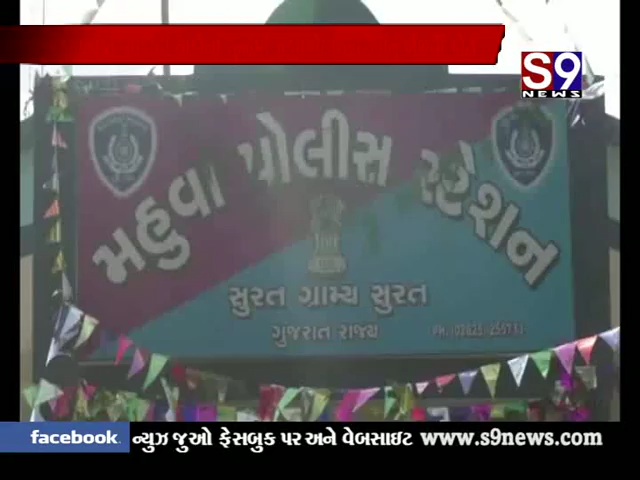 S9
NEWS
મહુવા પોલીસ સ્ટેશન
સુરત ગ્રામ્ય સુરત
ગુજરાત રાજ્ય
facebook.
ન્યુઝ જુઓ ફેસબુક પર અને વેબસાઇટ www.s9news.com